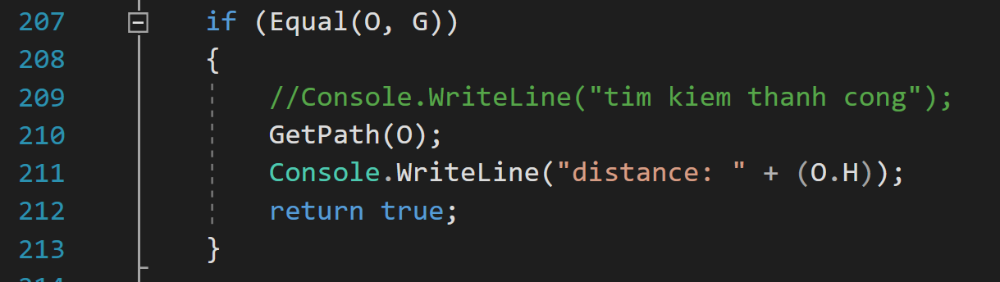 207 if (Equal(O, G))
208 {
209 //Console.WriteLine("tim kiem thanh cong");
210 GetPath(O);
211 Console.WriteLine("distance: " + (O.H));
212 return true;
213 }